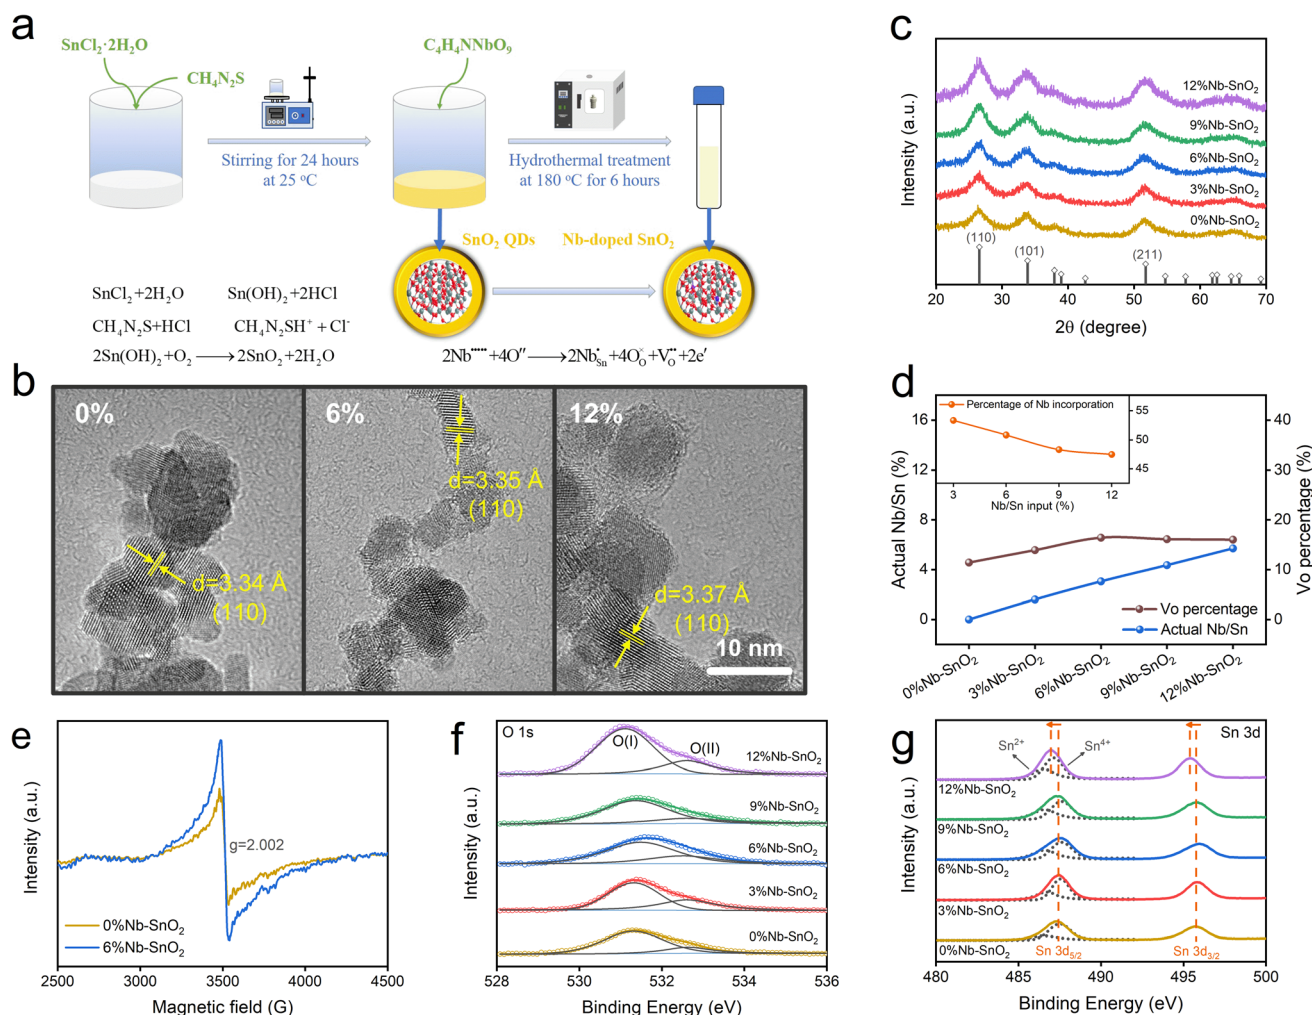 a
SnCl₂·2H₂O
CH₄N₂S
Stirring for 24 hours
at 25 °C
C₄H₄NNbO₉
Hydrothermal treatment
at 180 °C for 6 hours
SnO₂ QDs
Nb-doped SnO₂
SnCl₂+2H₂O Sn(OH)₂+2HCl
CH₄N₂S+HCl CH₄N₂SH⁺ + Cl⁻
2Sn(OH)₂+O₂ ⟶ 2SnO₂+2H₂O
2Nb•••••+4O″ ⟶ 2Nb•Sn+4O×O+V••O+2e′
c
Intensity (a.u.)
12%Nb-SnO₂
9%Nb-SnO₂
6%Nb-SnO₂
3%Nb-SnO₂
0%Nb-SnO₂
(110)
(101)
(211)
20 30 40 50 60 70
2θ (degree)
b
0%
d=3.34 Å
(110)
6%
d=3.35 Å
(110)
12%
d=3.37 Å
(110)
10 nm
d
Actual Nb/Sn (%)
16
12
8
4
0
Percentage of Nb incorporation
55
50
45
3 6 9 12
Nb/Sn input (%)
40
30
20
10
0
Vo percentage (%)
Vo percentage
Actual Nb/Sn
0%Nb-SnO₂
3%Nb-SnO₂
6%Nb-SnO₂
9%Nb-SnO₂
12%Nb-SnO₂
e
Intensity (a.u.)
g=2.002
0%Nb-SnO₂
6%Nb-SnO₂
2500 3000 3500 4000 4500
Magnetic field (G)
f
Intensity (a.u.)
O 1s
O(I)
O(II)
12%Nb-SnO₂
9%Nb-SnO₂
6%Nb-SnO₂
3%Nb-SnO₂
0%Nb-SnO₂
528 530 532 534 536
Binding Energy (eV)
g
Intensity (a.u.)
Sn 3d
Sn²⁺
Sn⁴⁺
12%Nb-SnO₂
9%Nb-SnO₂
6%Nb-SnO₂
3%Nb-SnO₂
0%Nb-SnO₂
Sn 3d₅/₂
Sn 3d₃/₂
480 485 490 495 500
Binding Energy (eV)